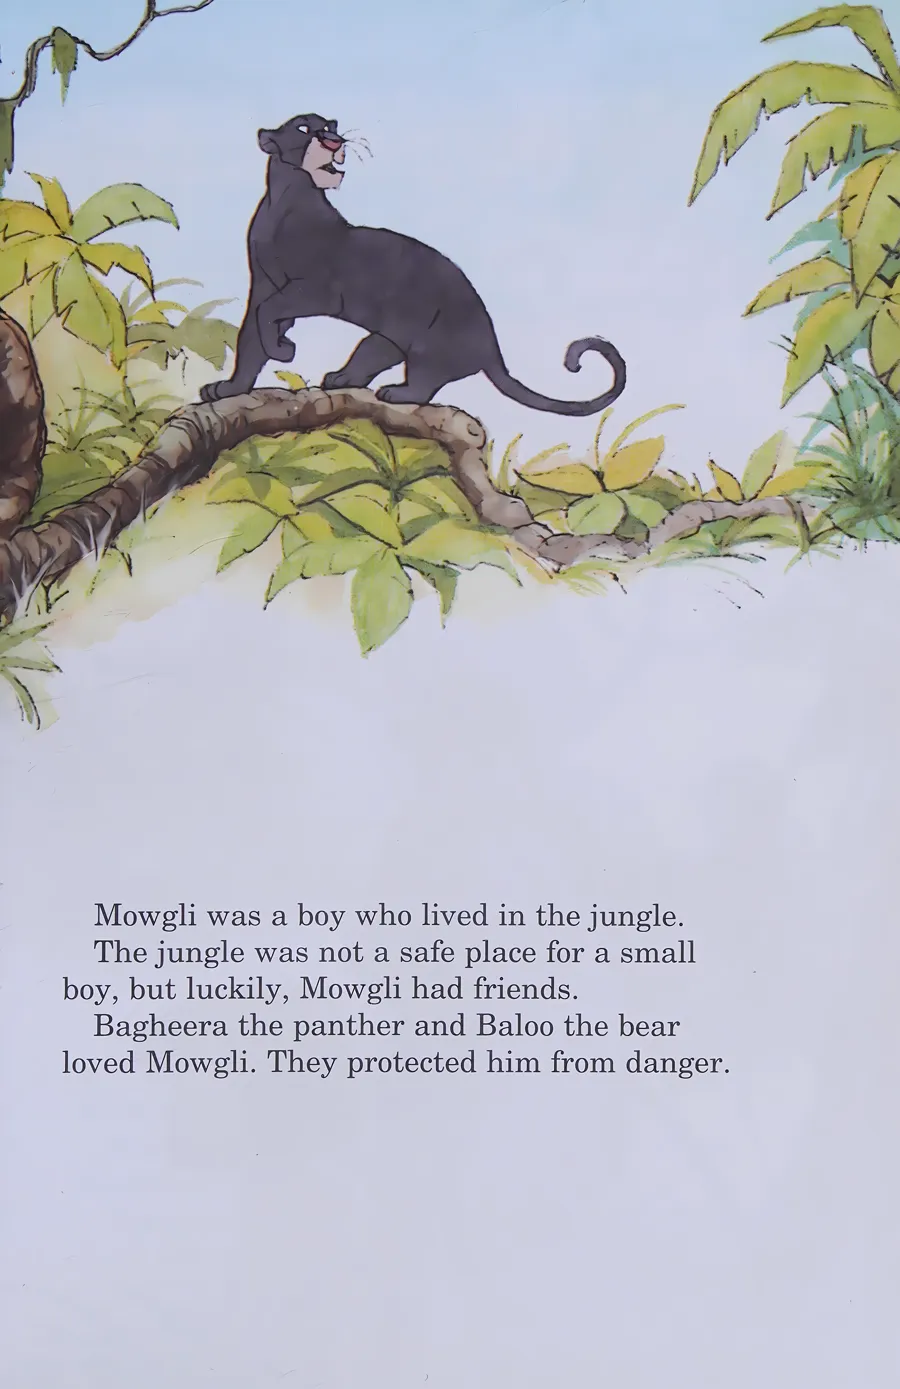 Mowgli was a boy who lived in the jungle.
The jungle was not a safe place for a small
boy, but luckily, Mowgli had friends.
Bagheera the panther and Baloo the bear
loved Mowgli. They protected him from danger.